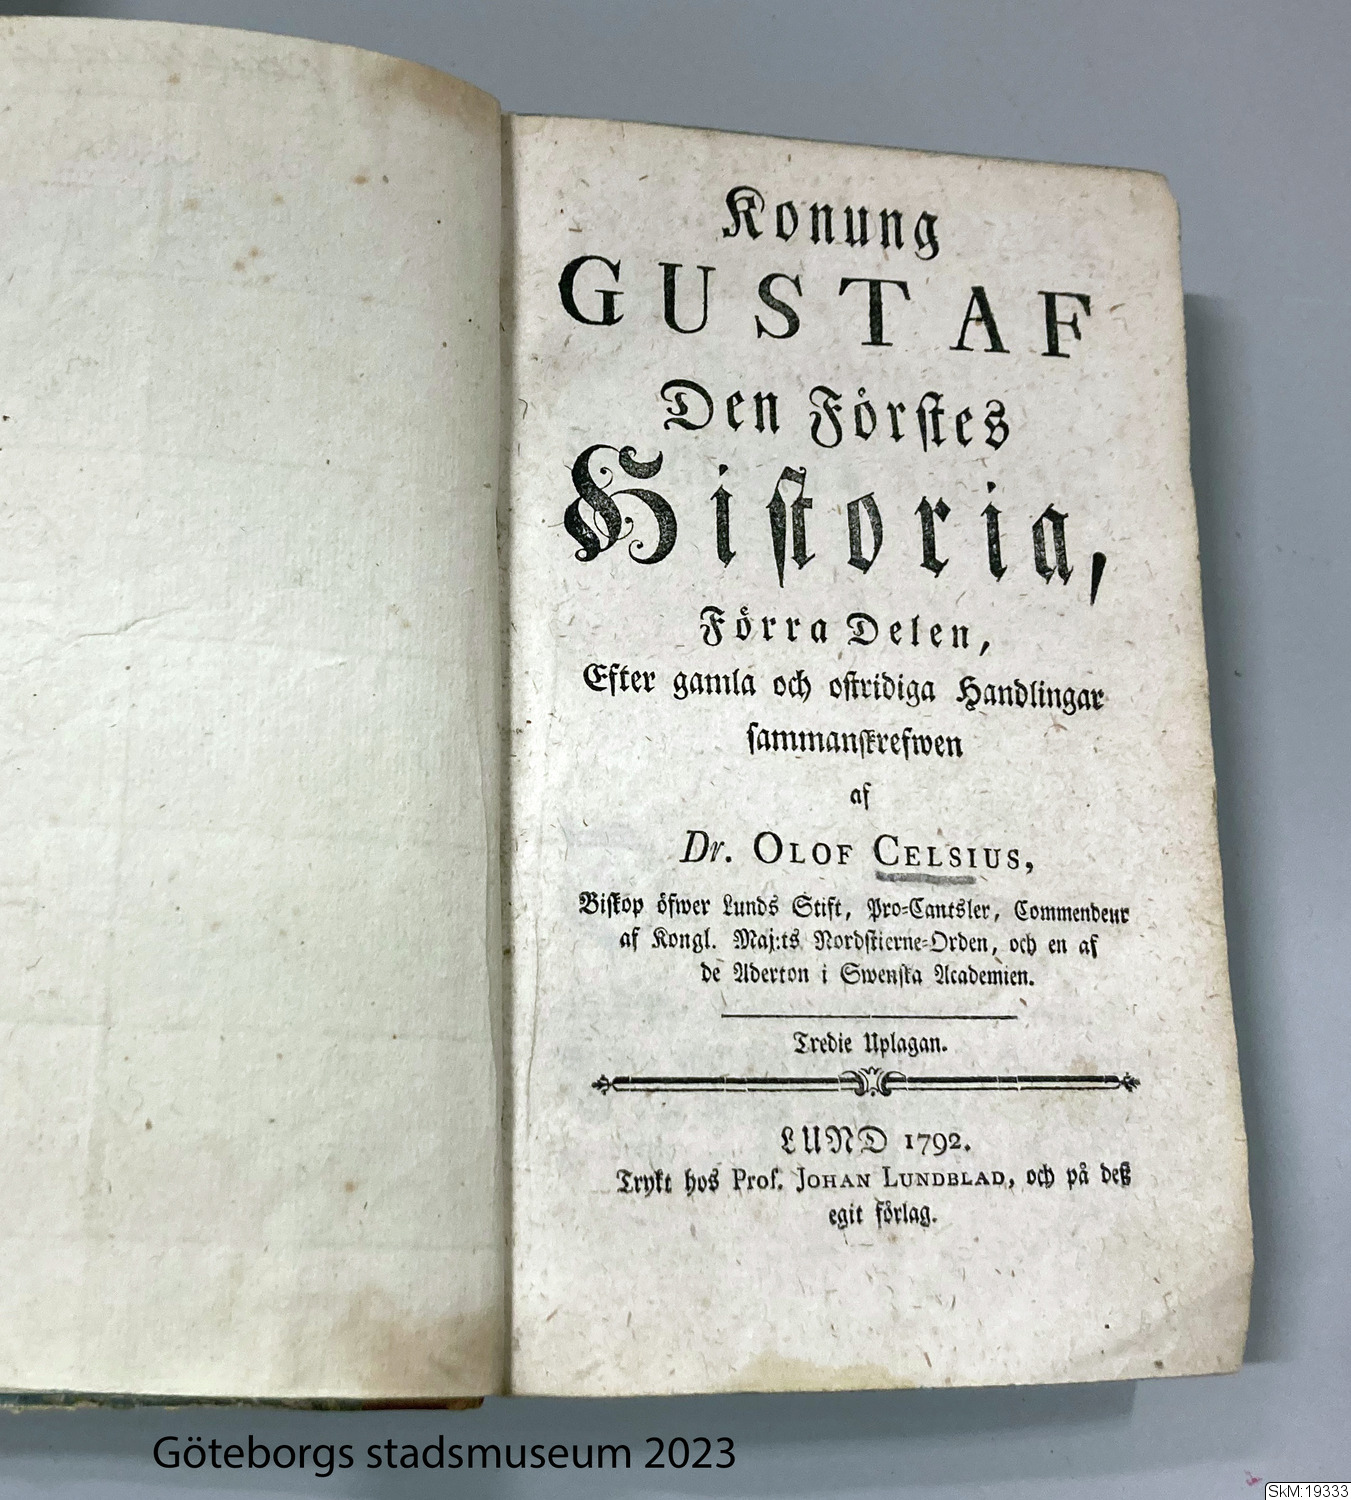 Konung
GUSTAF
Den Förstes
Historia,
Förra Delen,
Efter gamla och ostridiga Handlingar
sammanskrefwen
af
Dr. OLOF CELSIUS,
Biskop öfwer Lunds Stift, Pro-Cantsler, Commendeur
af Kongl. Maj:ts Nordstierne-Orden, och en af
de Aderton i Swenska Academien.
Tredie Uplagan.
LUND 1792.
Trykt hos Prof. JOHAN LUNDBLAD, och på deß
egit förlag.
Göteborgs stadsmuseum 2023
SkM:19333